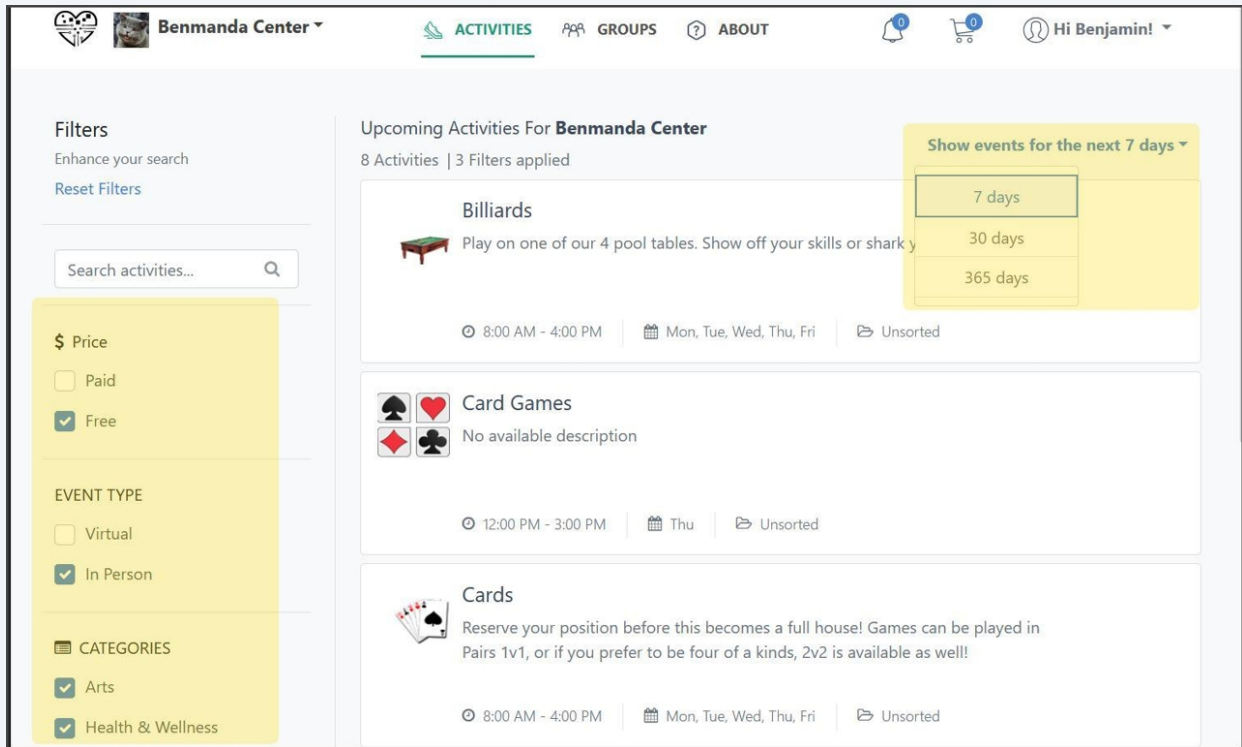 Benmanda Center
ACTIVITIES
GROUPS
ABOUT
0
0
Hi Benjamin!
Filters
Enhance your search
Reset Filters
Search activities...
$ Price
Paid
Free
EVENT TYPE
Virtual
In Person
CATEGORIES
Arts
Health & Wellness
Upcoming Activities For Benmanda Center
8 Activities | 3 Filters applied
Show events for the next 7 days
7 days
30 days
365 days
Billiards
Play on one of our 4 pool tables. Show off your skills or shark y
8:00 AM - 4:00 PM
Mon, Tue, Wed, Thu, Fri
Unsorted
Card Games
No available description
12:00 PM - 3:00 PM
Thu
Unsorted
Cards
Reserve your position before this becomes a full house! Games can be played in
Pairs 1v1, or if you prefer to be four of a kinds, 2v2 is available as well!
8:00 AM - 4:00 PM
Mon, Tue, Wed, Thu, Fri
Unsorted